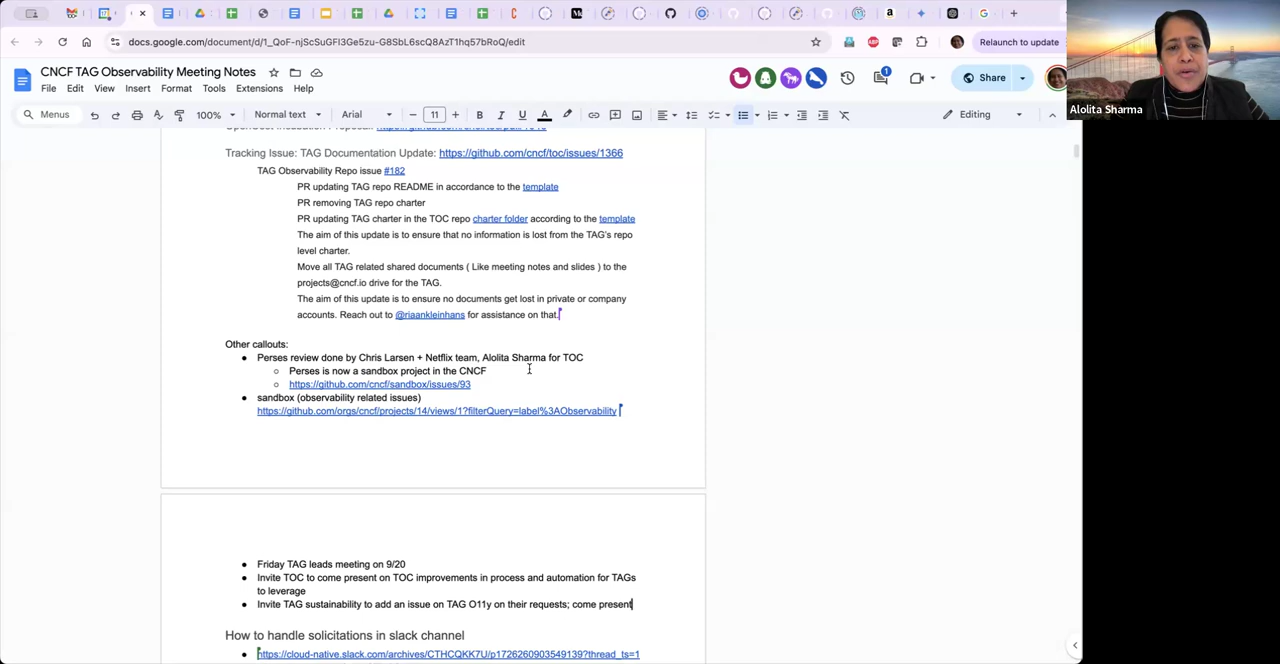 docs.google.com/document/d/1_QoF-njScSuGFl3Ge5zu-G8SbL6scQ8AzT1hq57bRoQ/edit
Relaunch to update
CNCF TAG Observability Meeting Notes
File Edit View Insert Format Tools Extensions Help
1
Share
Alolita Sharma
Menus
100%
Normal text
Arial
11
Editing
Tracking Issue: TAG Documentation Update: https://github.com/cncf/toc/issues/1366
TAG Observability Repo issue #182
PR updating TAG repo README in accordance to the template
PR removing TAG repo charter
PR updating TAG charter in the TOC repo charter folder according to the template
The aim of this update is to ensure that no information is lost from the TAG's repo
level charter.
Move all TAG related shared documents ( Like meeting notes and slides ) to the
projects@cncf.io drive for the TAG.
The aim of this update is to ensure no documents get lost in private or company
accounts. Reach out to @riaankleinhans for assistance on that.
Other callouts:
● Perses review done by Chris Larsen + Netflix team, Alolita Sharma for TOC
○ Perses is now a sandbox project in the CNCF
○ https://github.com/cncf/sandbox/issues/93
● sandbox (observability related issues)
https://github.com/orgs/cncf/projects/14/views/1?filterQuery=label%3AObservability
● Friday TAG leads meeting on 9/20
● Invite TOC to come present on TOC improvements in process and automation for TAGs
to leverage
● Invite TAG sustainability to add an issue on TAG O11y on their requests; come present
How to handle solicitations in slack channel
● https://cloud-native.slack.com/archives/CTHCQKK7U/p1726260903549139?thread_ts=1